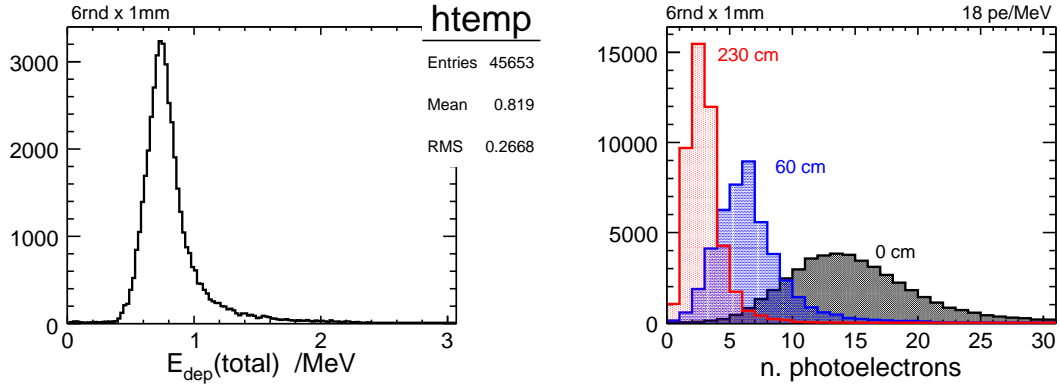 6rnd x 1mm
htemp
Entries 45653
Mean 0.819
RMS 0.2668
3000
2000
1000
0
0 1 2 3
E_dep(total) /MeV
6rnd x 1mm 18 pe/MeV
230 cm
60 cm
0 cm
15000
10000
5000
0
0 5 10 15 20 25 30
n. photoelectrons